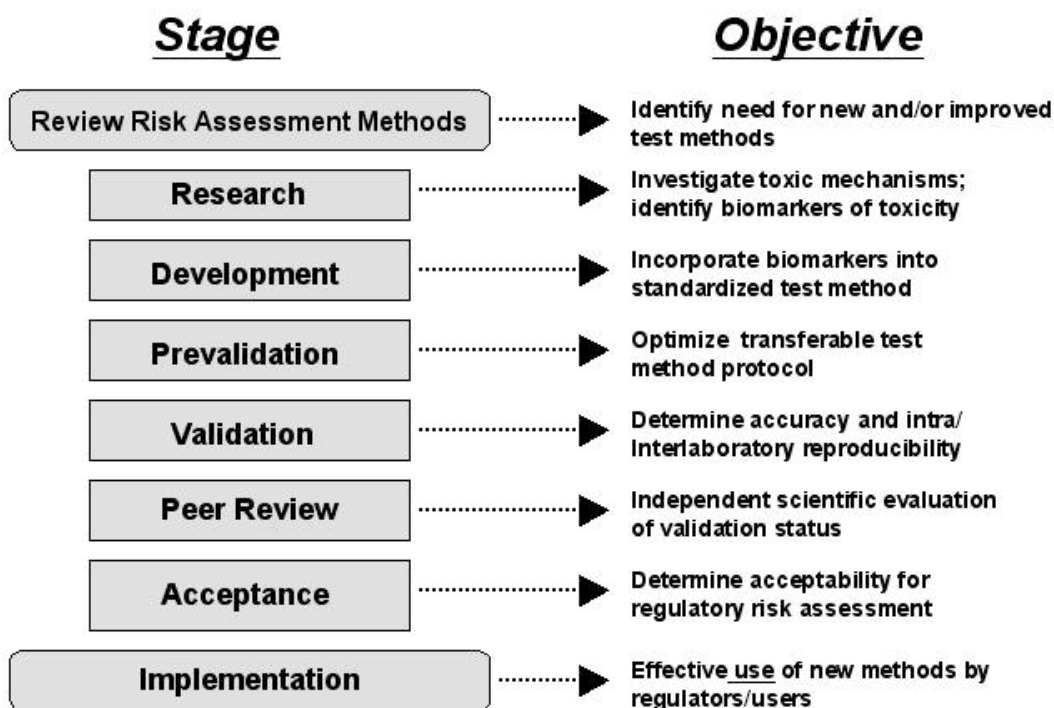 Stage Objective
Review Risk Assessment Methods
Identify need for new and/or improved
test methods
Research
Investigate toxic mechanisms;
identify biomarkers of toxicity
Development
Incorporate biomarkers into
standardized test method
Prevalidation
Optimize transferable test
method protocol
Validation
Determine accuracy and intra/
Interlaboratory reproducibility
Peer Review
Independent scientific evaluation
of validation status
Acceptance
Determine acceptability for
regulatory risk assessment
Implementation
Effective use of new methods by
regulators/users